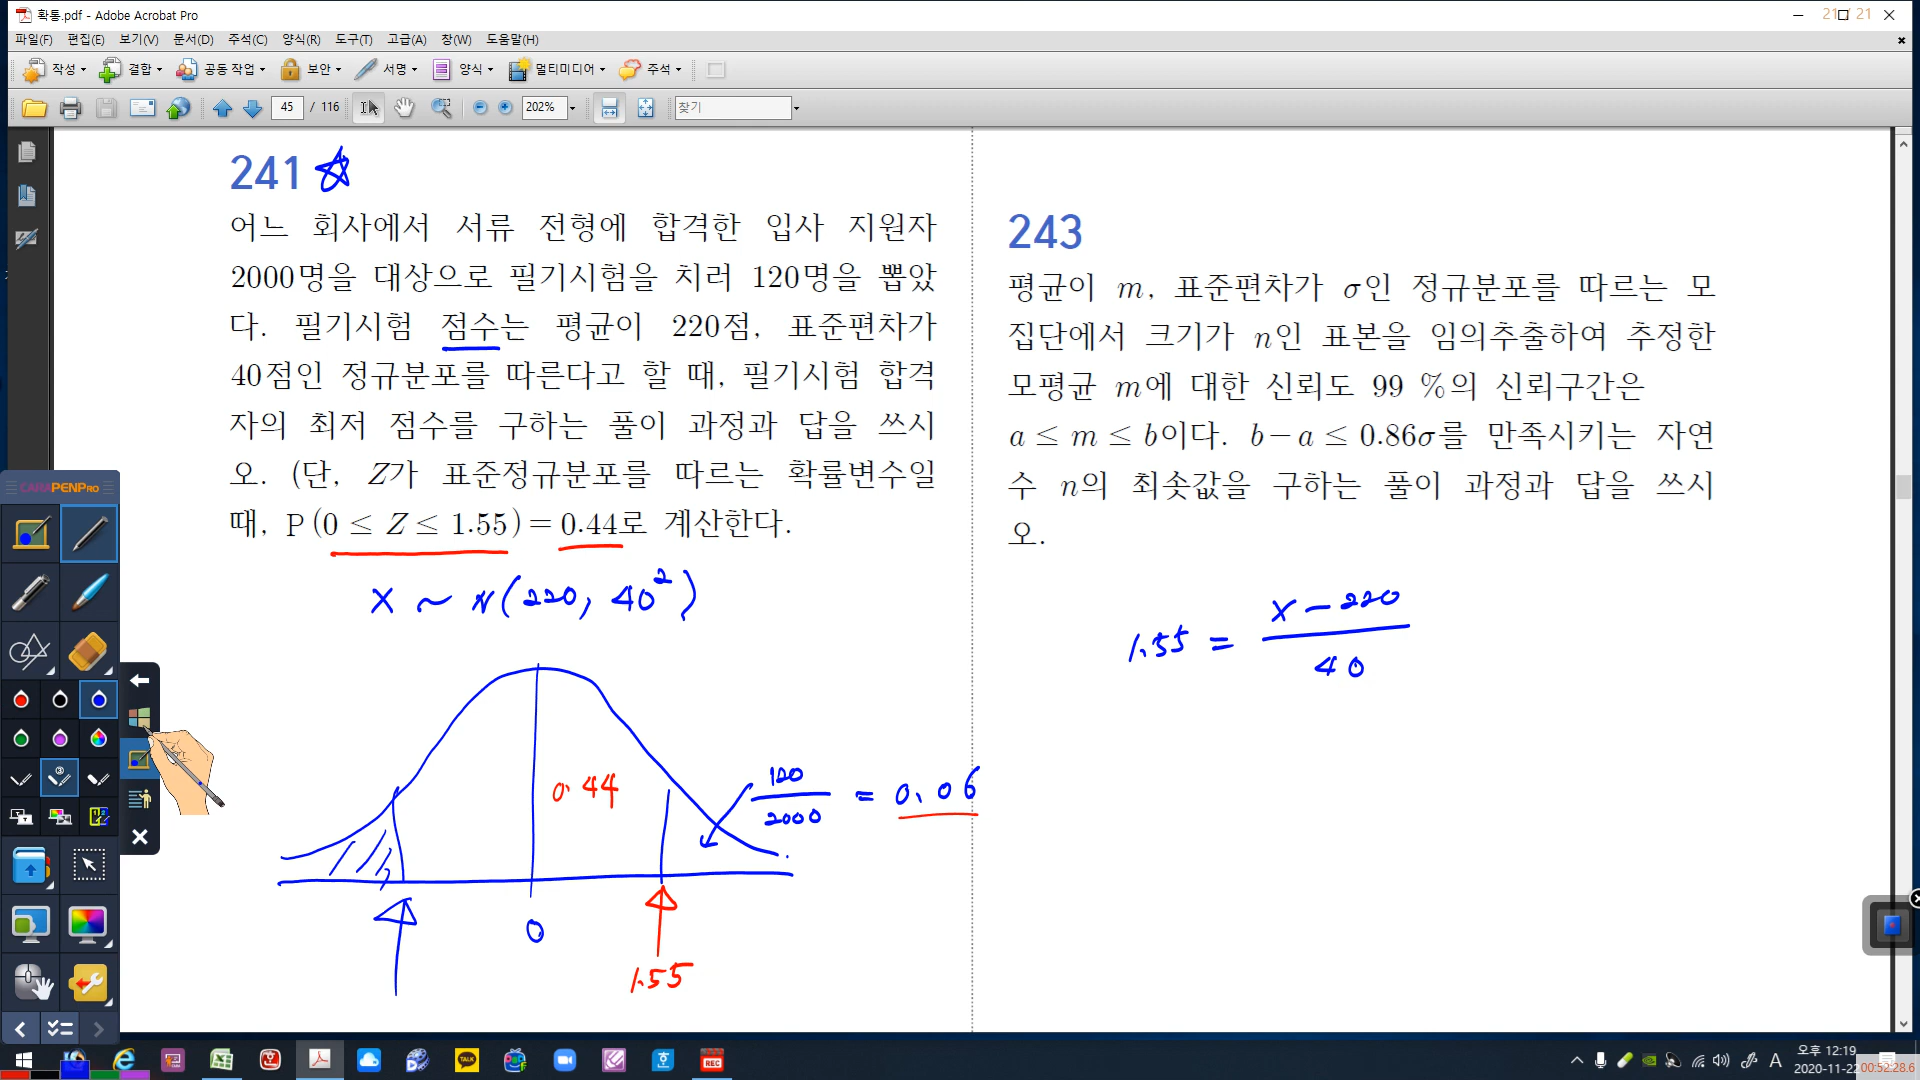 확통.pdf - Adobe Acrobat Pro
21 / 21
파일(F) 편집(E) 보기(V) 문서(D) 주석(C) 양식(R) 도구(T) 고급(A) 창(W) 도움말(H)
작성 결합 공동 작업 보안 서명 양식 멀티미디어 주석
45 / 116 202% 찾기
241
어느 회사에서 서류 전형에 합격한 입사 지원자
2000명을 대상으로 필기시험을 치러 120명을 뽑았
다. 필기시험 점수는 평균이 220점, 표준편차가
40점인 정규분포를 따른다고 할 때, 필기시험 합격
자의 최저 점수를 구하는 풀이 과정과 답을 쓰시
오. (단, Z가 표준정규분포를 따르는 확률변수일
때, P(0 ≤ Z ≤ 1.55) = 0.44로 계산한다.
X ~ N(220, 40²)
0.44
120/2000 = 0.06
0
1.55
243
평균이 m, 표준편차가 σ인 정규분포를 따르는 모
집단에서 크기가 n인 표본을 임의추출하여 추정한
모평균 m에 대한 신뢰도 99 %의 신뢰구간은
a ≤ m ≤ b이다. b-a ≤ 0.86σ를 만족시키는 자연
수 n의 최솟값을 구하는 풀이 과정과 답을 쓰시
오.
1.55 = (X - 220)/40
CARAPENPRO
TALK
REC
A
오후 12:19
2020-11-22
00:52:28.6